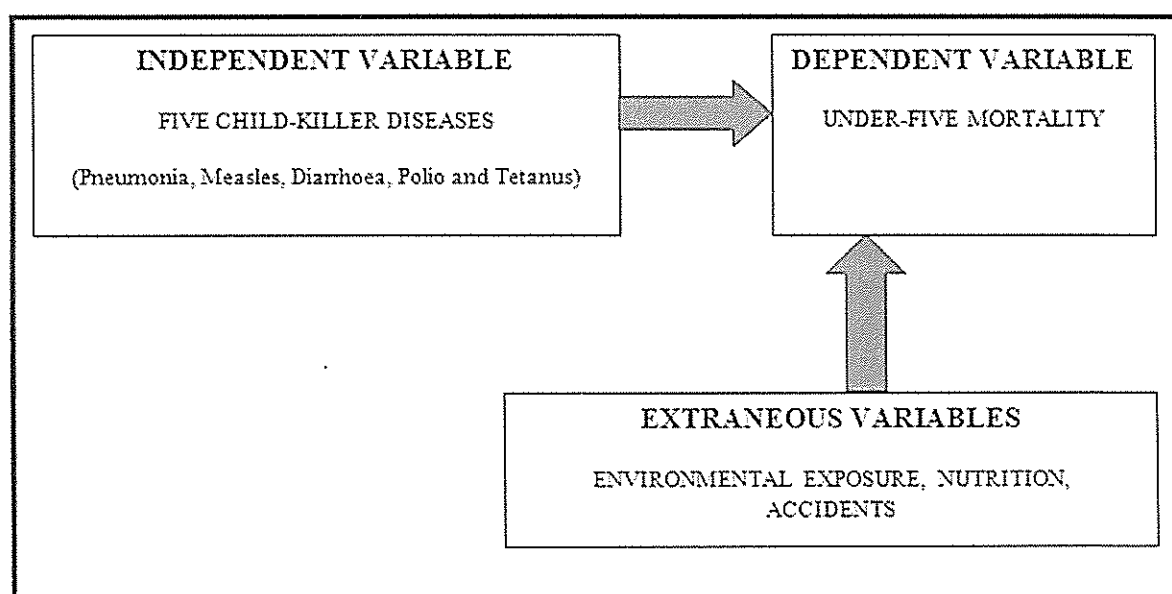 INDEPENDENT VARIABLE
FIVE CHILD-KILLER DISEASES
(Pneumonia, Measles, Diarrhoea, Polio and Tetanus)
DEPENDENT VARIABLE
UNDER-FIVE MORTALITY
EXTRANEOUS VARIABLES
ENVIRONMENTAL EXPOSURE, NUTRITION,
ACCIDENTS